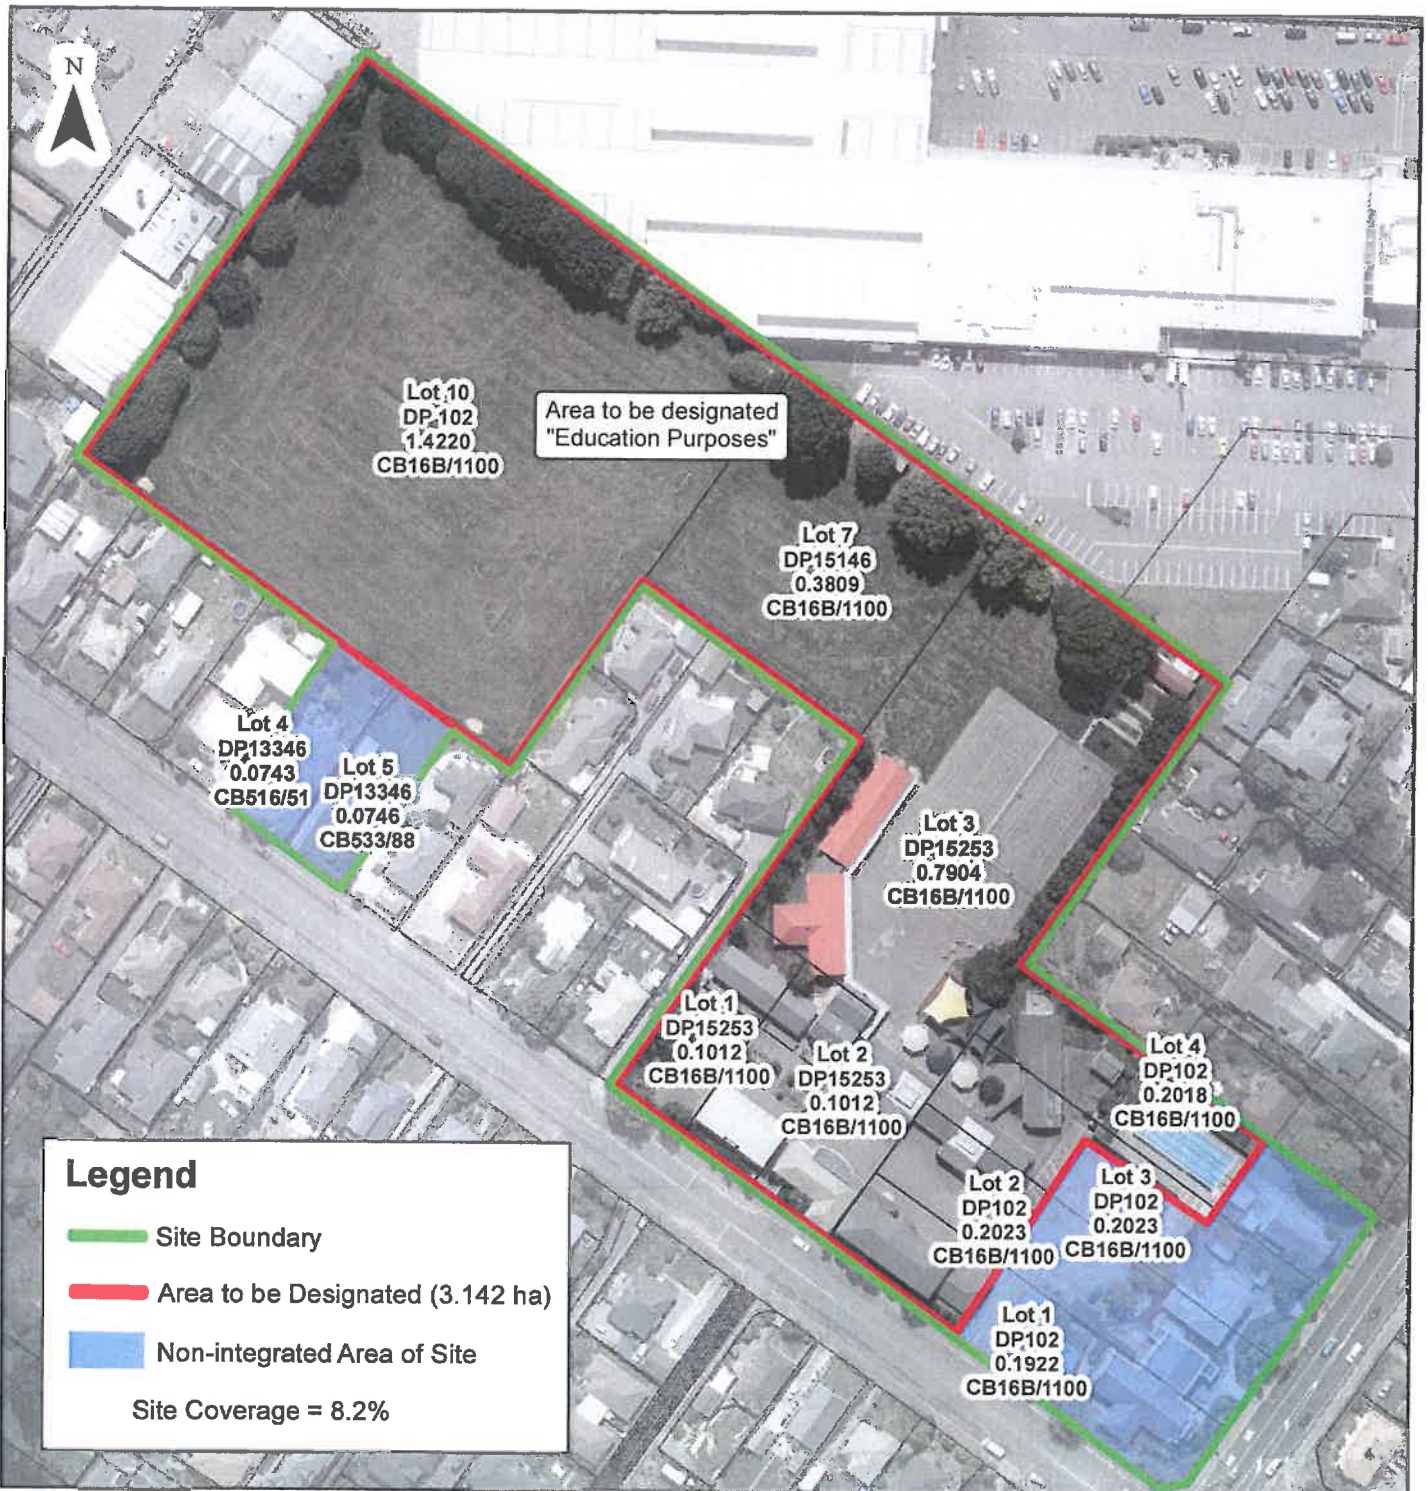 N
Lot 10
DP 102
1.4220
CB16B/1100
Area to be designated
"Education Purposes"
Lot 7
DP15146
0.3809
CB16B/1100
Lot 4
DP13346
0.0743
CB516/51
Lot 5
DP13346
0.0746
CB533/88
Lot 3
DP15253
0.7904
CB16B/1100
Lot 1
DP15253
0.1012
CB16B/1100
Lot 2
DP15253
0.1012
CB16B/1100
Lot 4
DP102
0.2018
CB16B/1100
Lot 2
DP102
0.2023
CB16B/1100
Lot 3
DP102
0.2023
CB16B/1100
Lot 1
DP102
0.1922
CB16B/1100
Legend
Site Boundary
Area to be Designated (3.142 ha)
Non-integrated Area of Site
Site Coverage = 8.2%